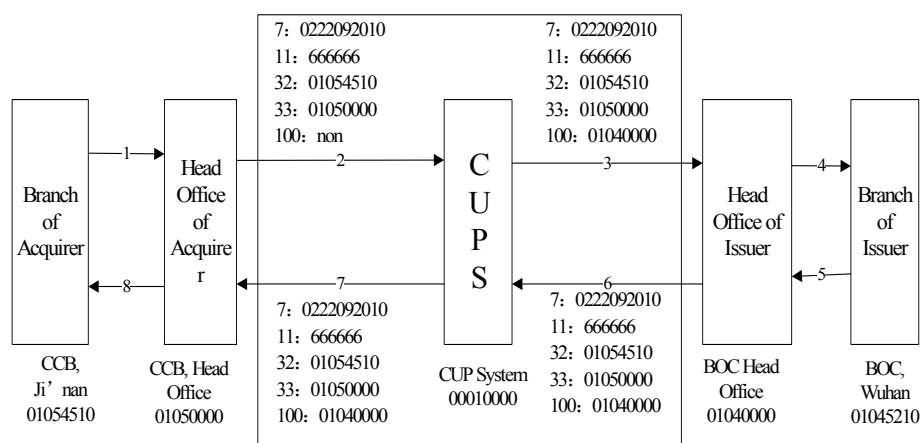 7：0222092010
11：666666
32：01054510
33：01050000
100：non
7：0222092010
11：666666
32：01054510
33：01050000
100：01040000
Branch
of
Acquirer
1
8
Head
Office
of
Acquire
r
2
7
C
U
P
S
3
6
Head
Office of
Issuer
4
5
Branch
of
Issuer
7：0222092010
11：666666
32：01054510
33：01050000
100：01040000
7：0222092010
11：666666
32：01054510
33：01050000
100：01040000
CCB,
Ji’nan
01054510
CCB, Head
Office
01050000
CUP System
00010000
BOC Head
Office
01040000
BOC,
Wuhan
01045210